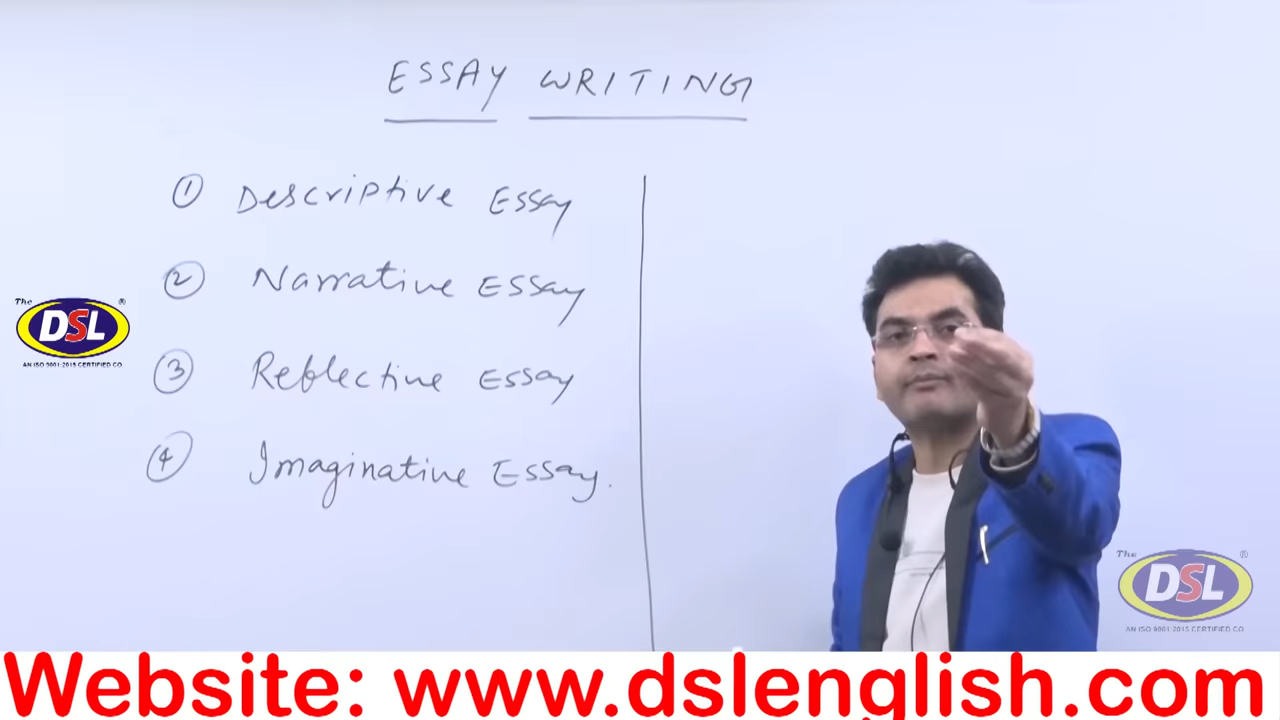 ESSAY WRITING
① Descriptive Essay
② Narrative Essay
③ Reflective Essay
④ Imaginative Essay.
The DSL ®
AN ISO 9001:2015 CERTIFIED CO
The DSL ®
AN ISO 9001:2015 CERTIFIED CO
Website: www.dslenglish.com